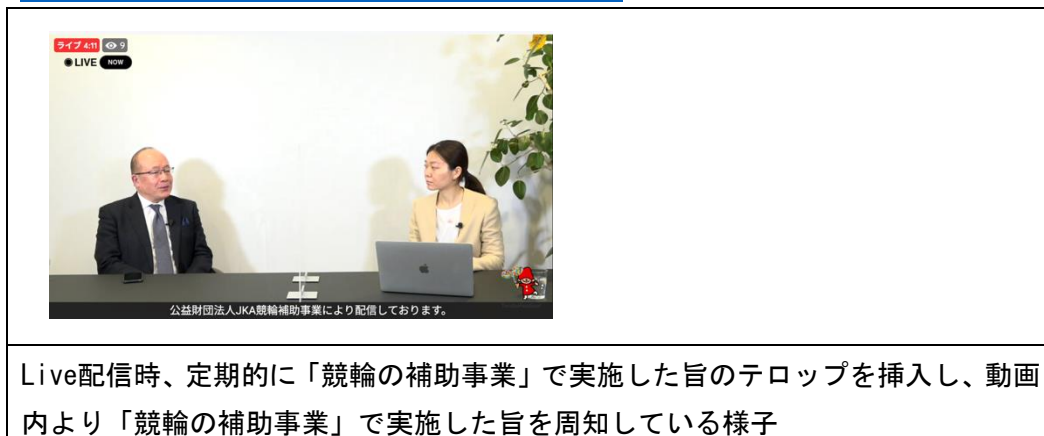 ライブ 4:11 9
LIVE NOW
公益財団法人JKA競輪補助事業により配信しております。
Live配信時、定期的に「競輪の補助事業」で実施した旨のテロップを挿入し、動画
内より「競輪の補助事業」で実施した旨を周知している様子